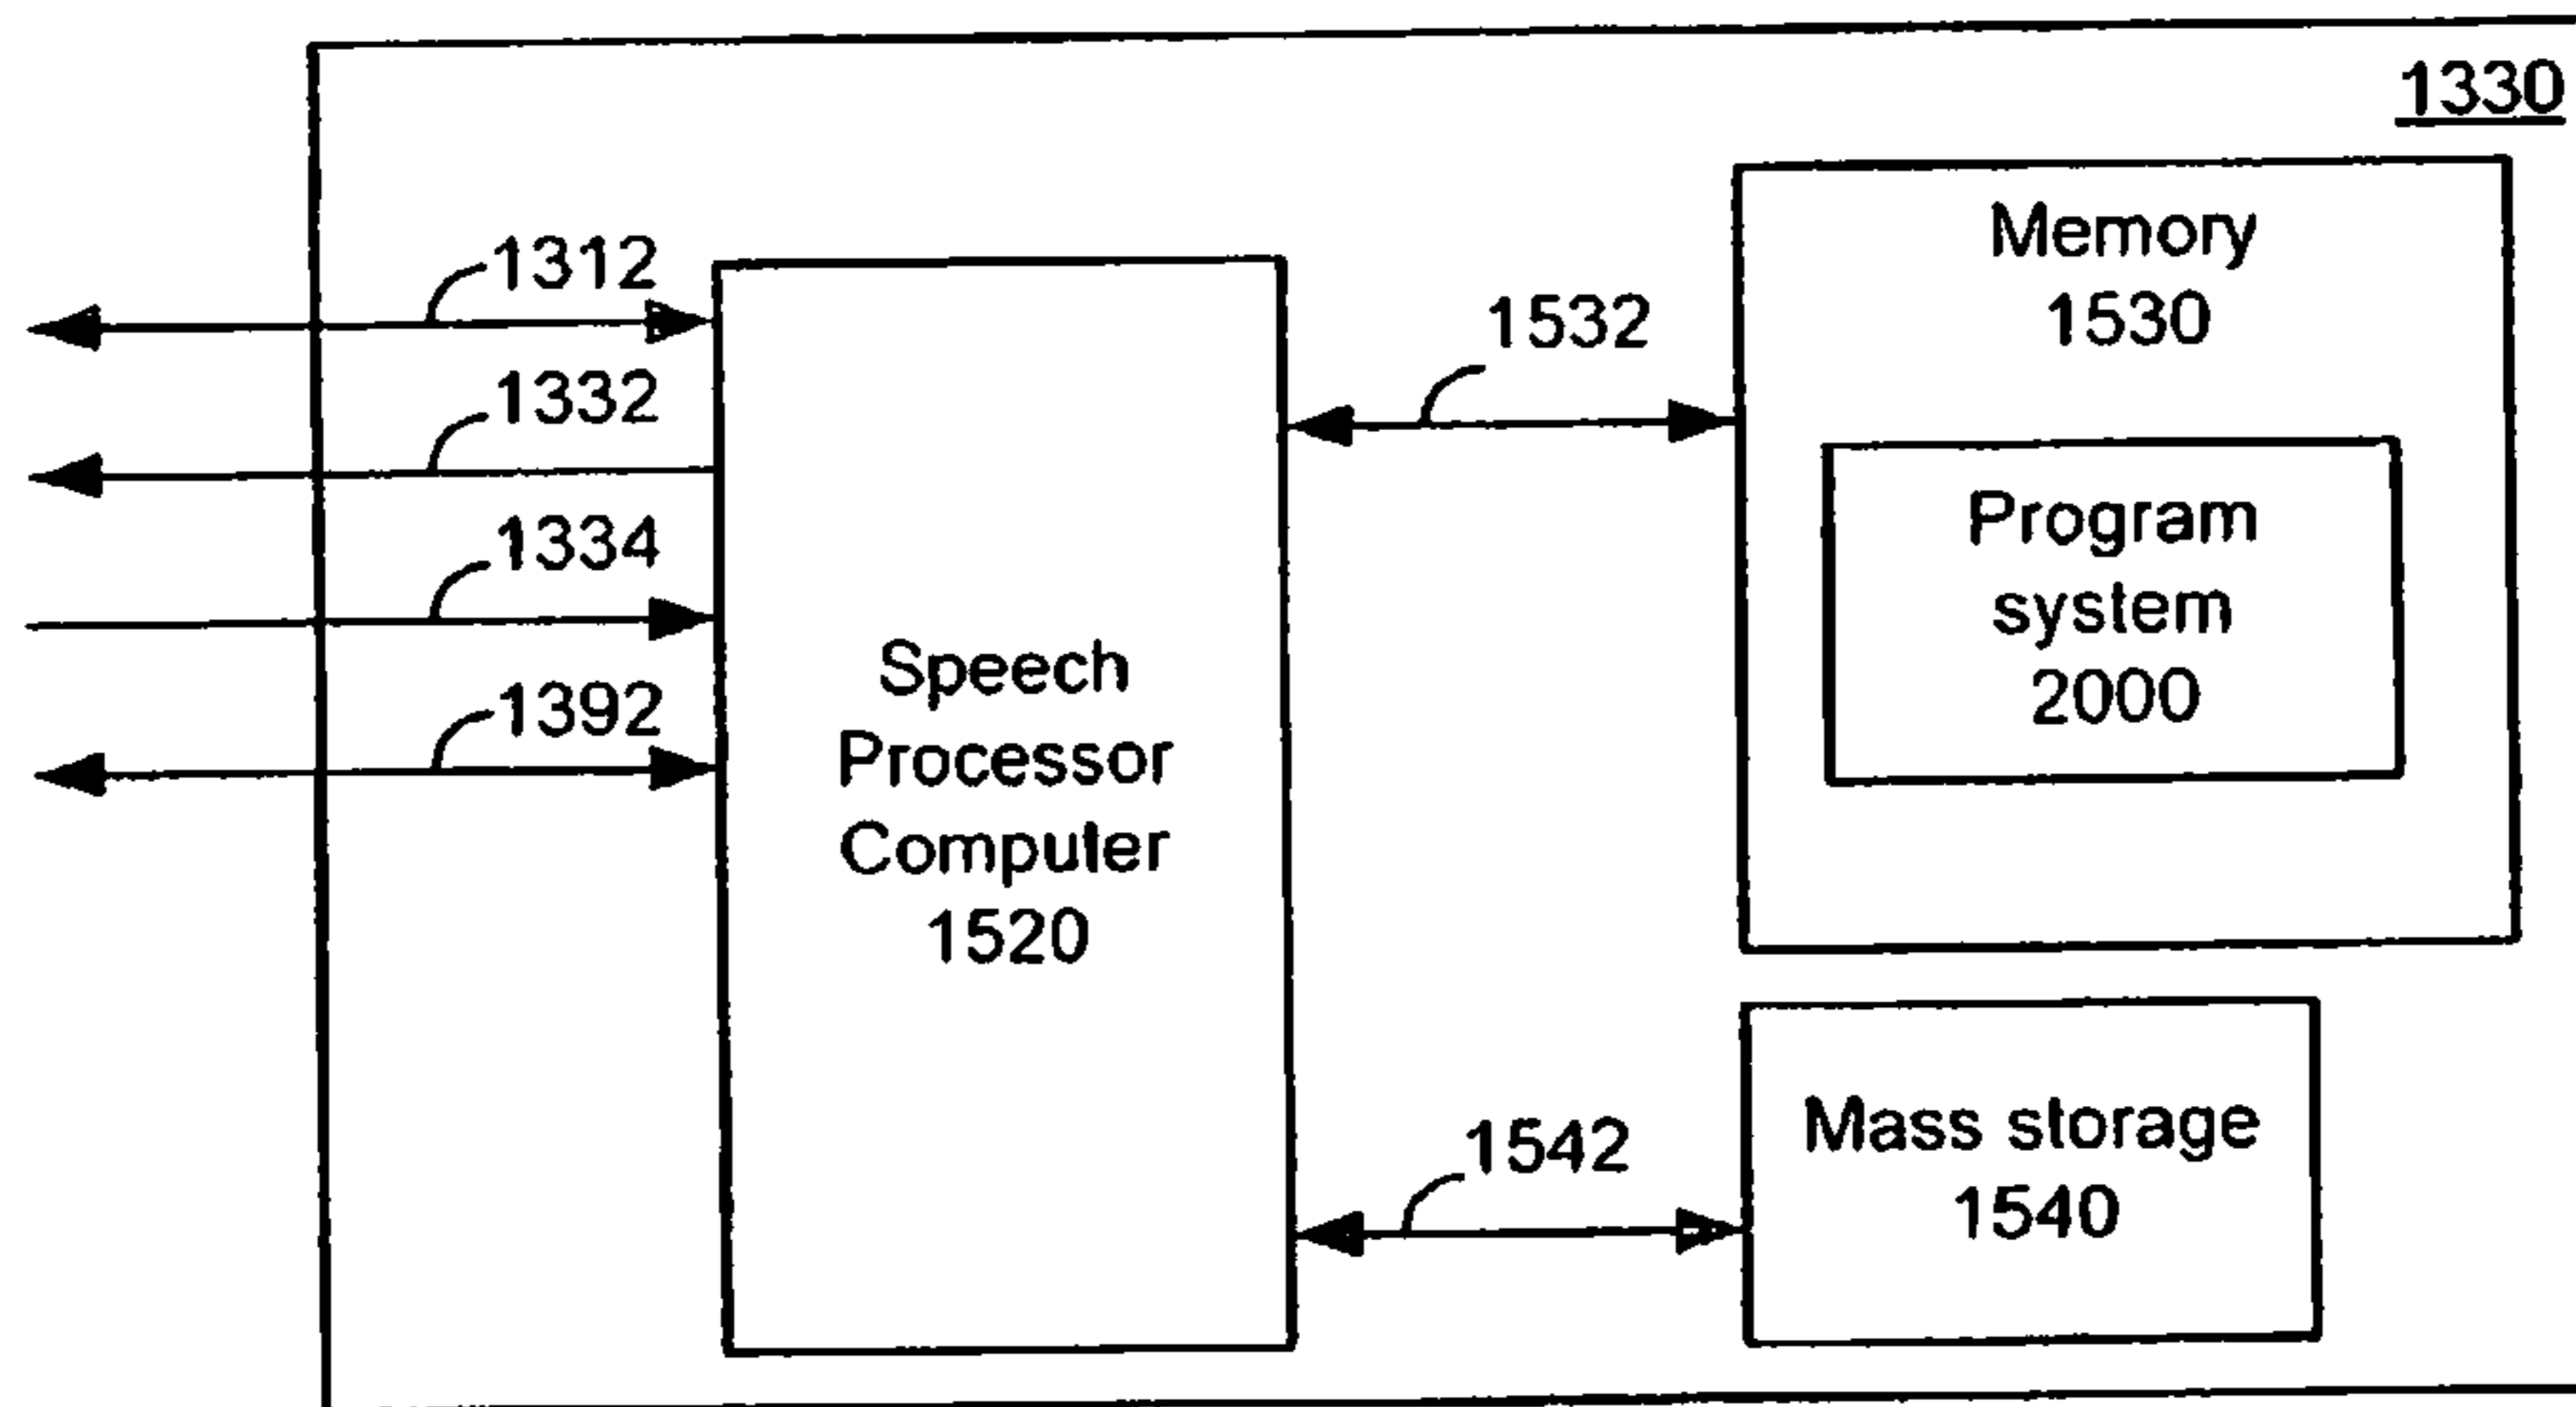 1330
1312
1332
1334
1392
Speech
Processor
Computer
1520
1532
1542
Memory
1530
Program
system
2000
Mass storage
1540